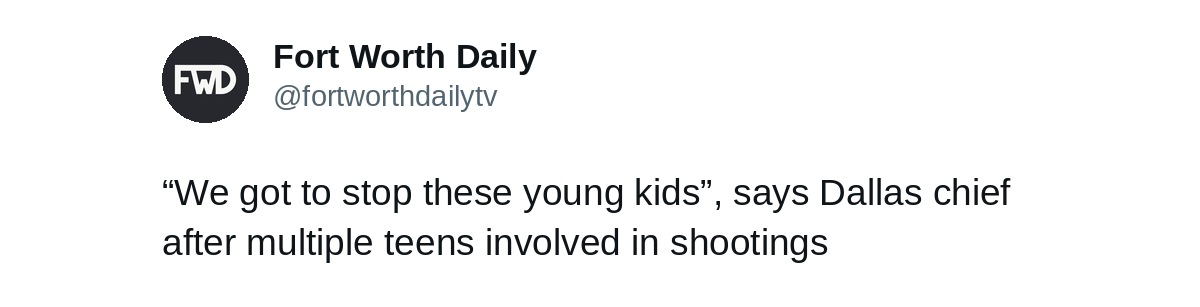 FWD
Fort Worth Daily
@fortworthdailytv
“We got to stop these young kids”, says Dallas chief
after multiple teens involved in shootings